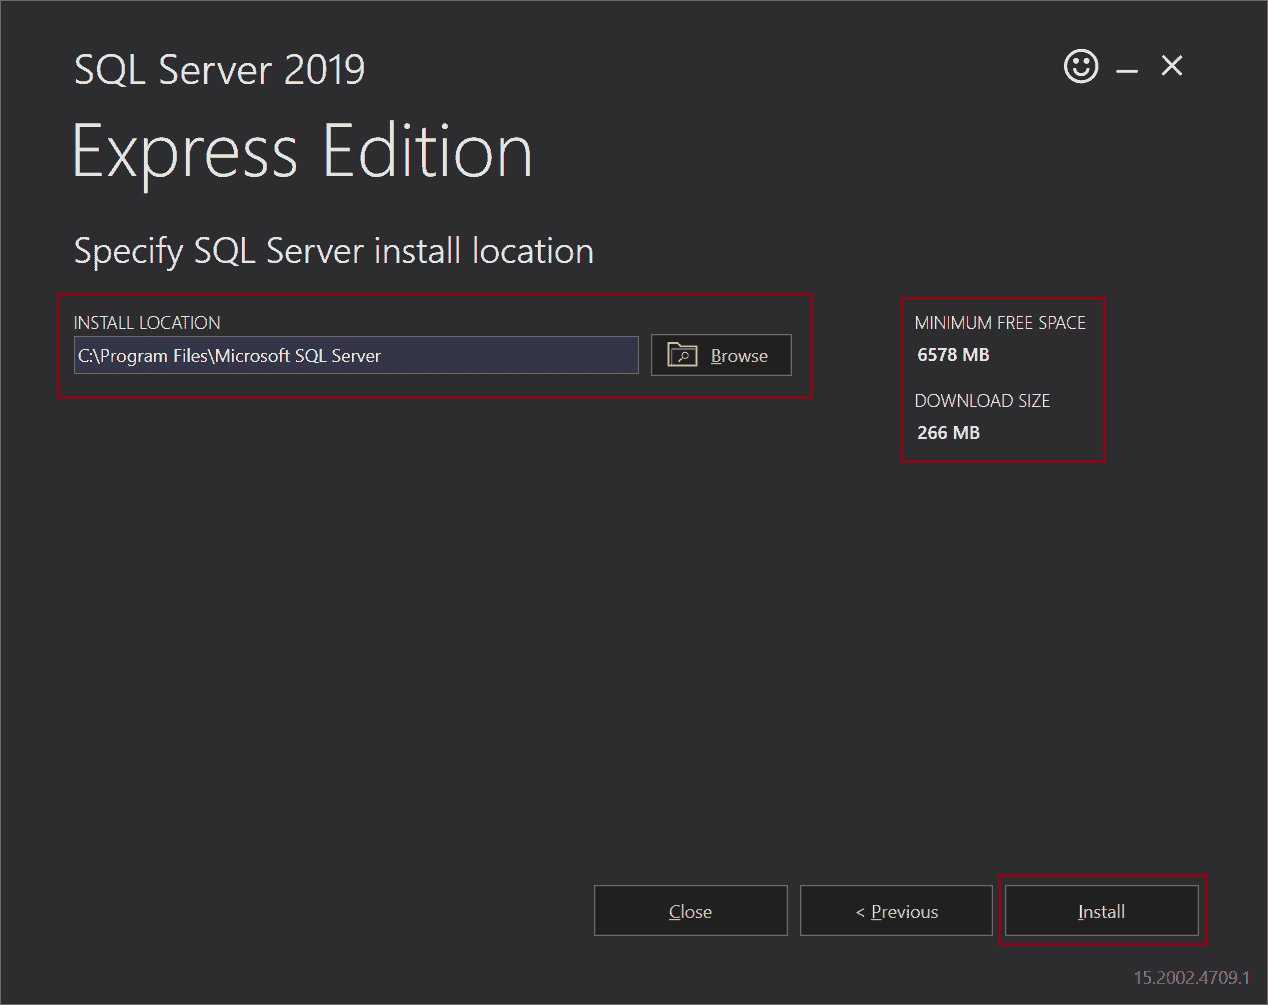 SQL Server 2019
Express Edition
Specify SQL Server install location
INSTALL LOCATION
C:\Program Files\Microsoft SQL Server
Browse
MINIMUM FREE SPACE
6578 MB
DOWNLOAD SIZE
266 MB
Close
< Previous
Install
15.2002.4709.1